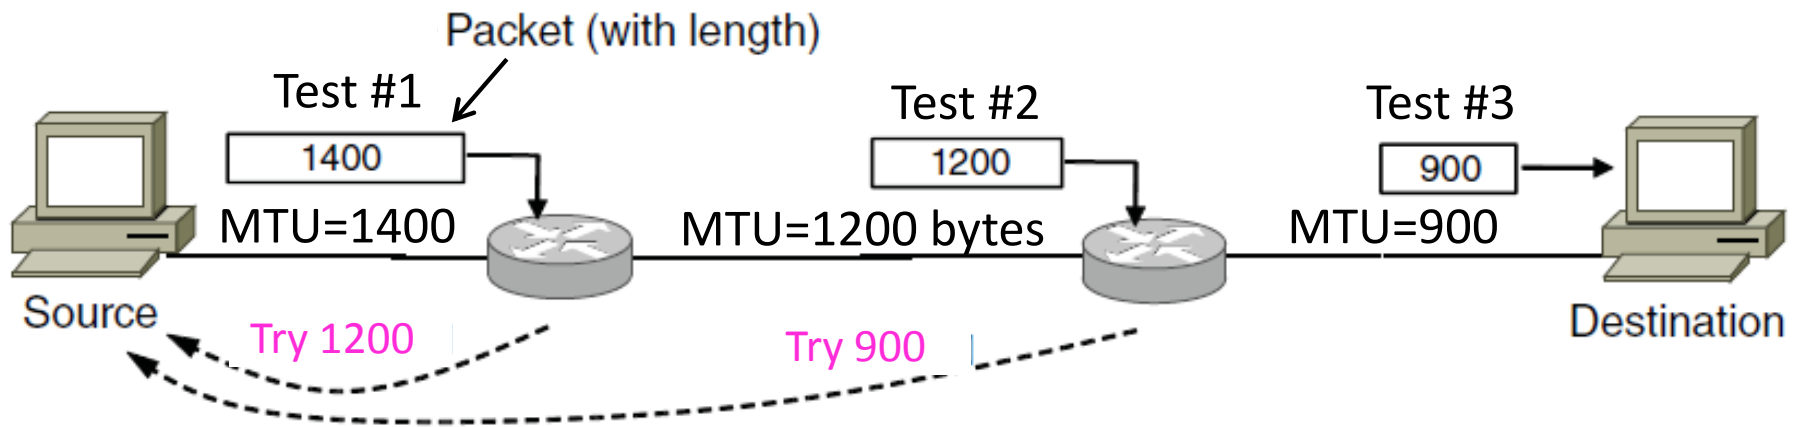 Packet (with length)
Test #1
Test #2
Test #3
1400
1200
900
MTU=1400
MTU=1200 bytes
MTU=900
Source
Try 1200
Try 900
Destination